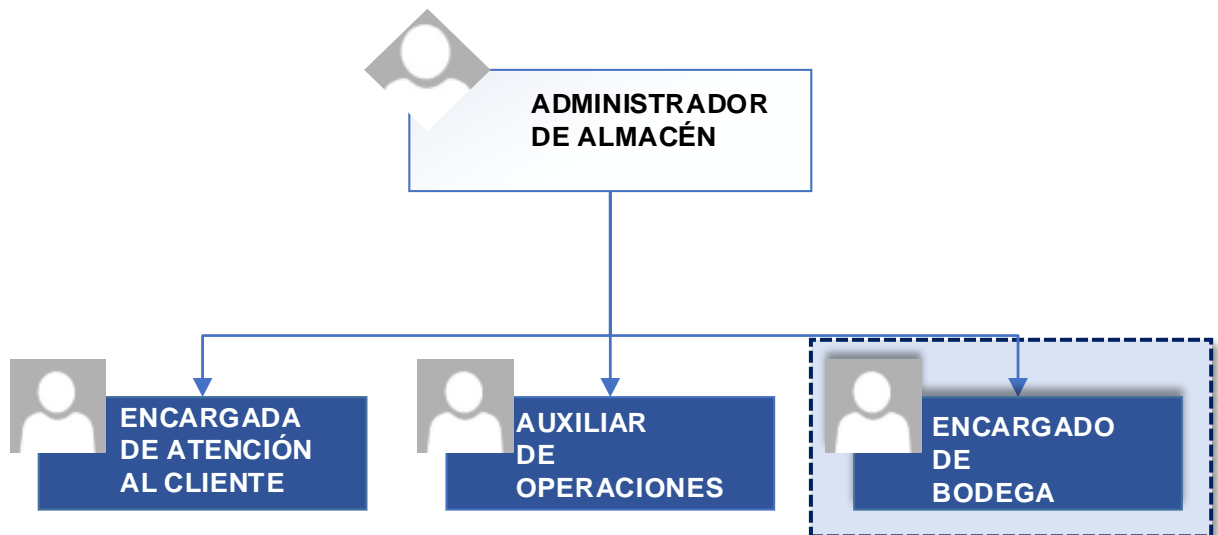 ADMINISTRADOR
DE ALMACÉN
ENCARGADA
DE ATENCIÓN
AL CLIENTE
AUXILIAR
DE
OPERACIONES
ENCARGADO
DE
BODEGA